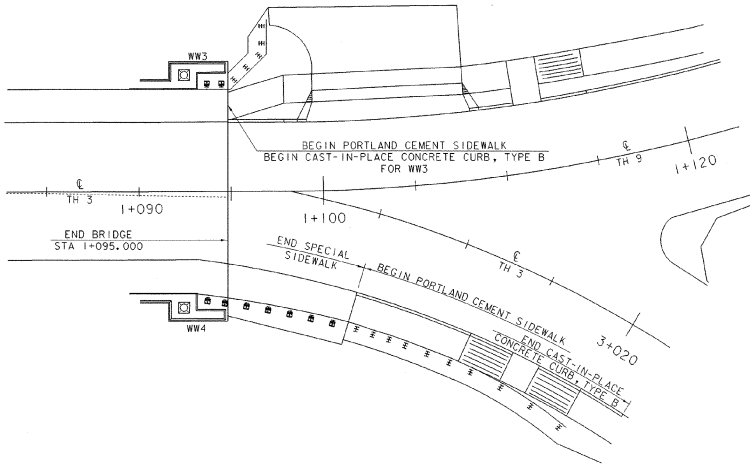 WW3
BEGIN PORTLAND CEMENT SIDEWALK
BEGIN CAST-IN-PLACE CONCRETE CURB, TYPE B
FOR WW3
℄
TH 9
1+120
℄
TH 3
1+090
1+100
END BRIDGE
STA 1+095.000
END SPECIAL
SIDEWALK
BEGIN PORTLAND CEMENT SIDEWALK
℄
TH 3
3+020
END CAST-IN-PLACE
CONCRETE CURB, TYPE B
WW4